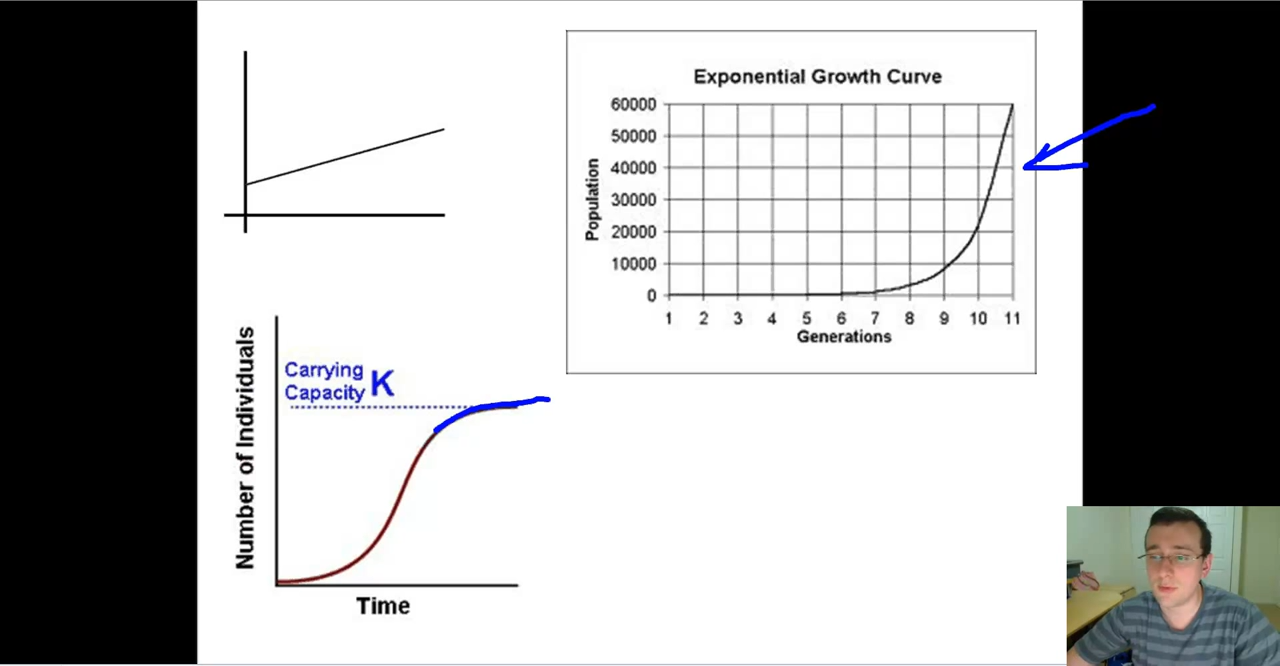 Exponential Growth Curve
60000
50000
40000
30000
20000
10000
0
Population
1 2 3 4 5 6 7 8 9 10 11
Generations
Carrying
Capacity K
Number of Individuals
Time